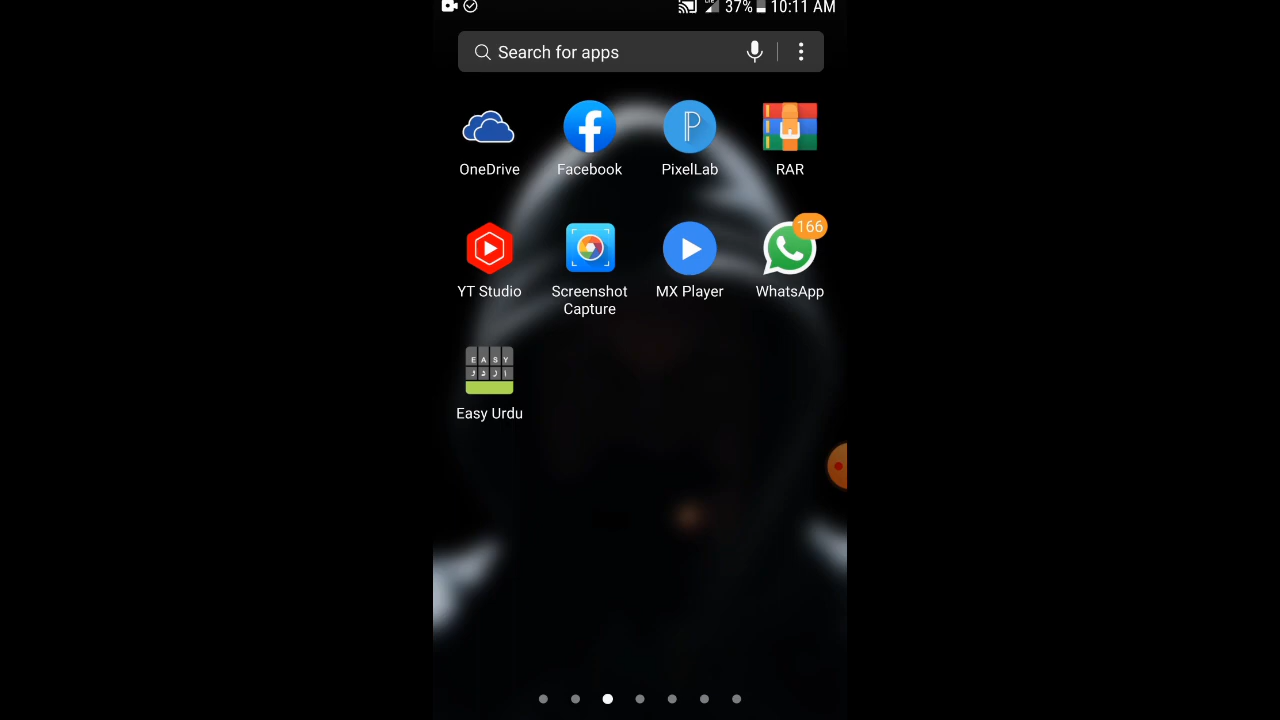 37% 10:11 AM
Search for apps
OneDrive
Facebook
PixelLab
RAR
166
YT Studio
Screenshot
Capture
MX Player
WhatsApp
E A S Y
Easy Urdu